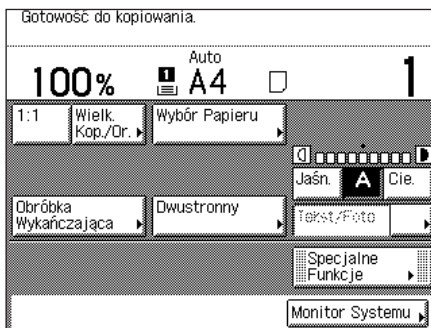 Gotowość do kopiowania.
Auto
100% 1 A4 1
1:1 Wielk. Kop./Or. Wybór Papieru
Jaśn. A Cie.
Obróbka Wykańczająca Dwustronny Tekst/Foto
Specjalne Funkcje
Monitor Systemu